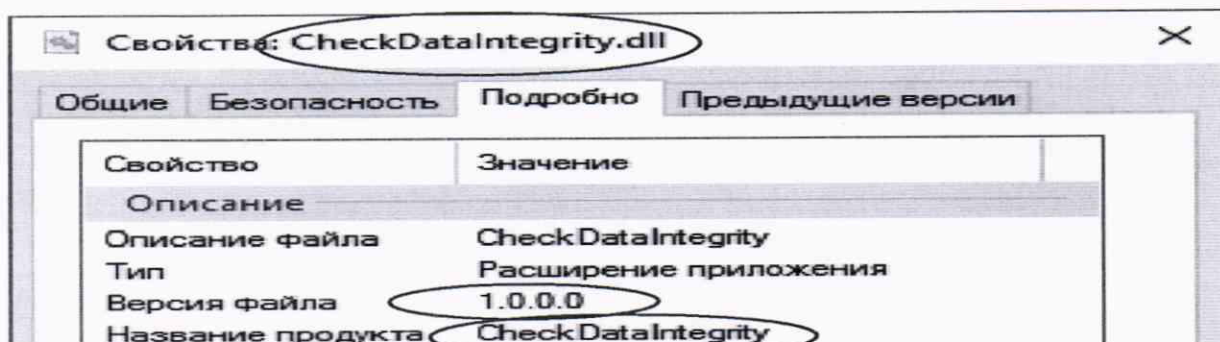 Свойства: CheckDataIntegrity.dll
Общие Безопасность Подробно Предыдущие версии
Свойство Значение
Описание
Описание файла CheckDataIntegrity
Тип Расширение приложения
Версия файла 1.0.0.0
Название продукта CheckDataIntegrity